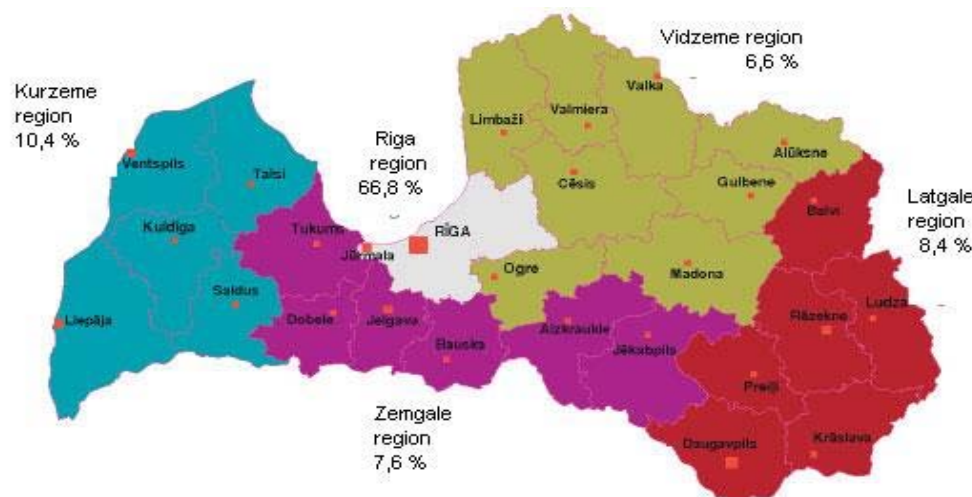 Vidzeme region
6,6 %
Kurzeme
region
10,4 %
Riga
region
66,8 %
Latgale
region
8,4 %
Zemgale
region
7,6 %
Valka
Limbaži
Valmiera
Alūksne
Ventspils
Talsi
Cēsis
Gulbene
Balvi
Kuldīga
Tukums
RĪGA
Jūrmala
Ogre
Madona
Saldus
Liepāja
Dobele
Jelgava
Bauska
Aizkraukle
Jēkabpils
Rēzekne
Ludza
Preiļi
Daugavpils
Krāslava